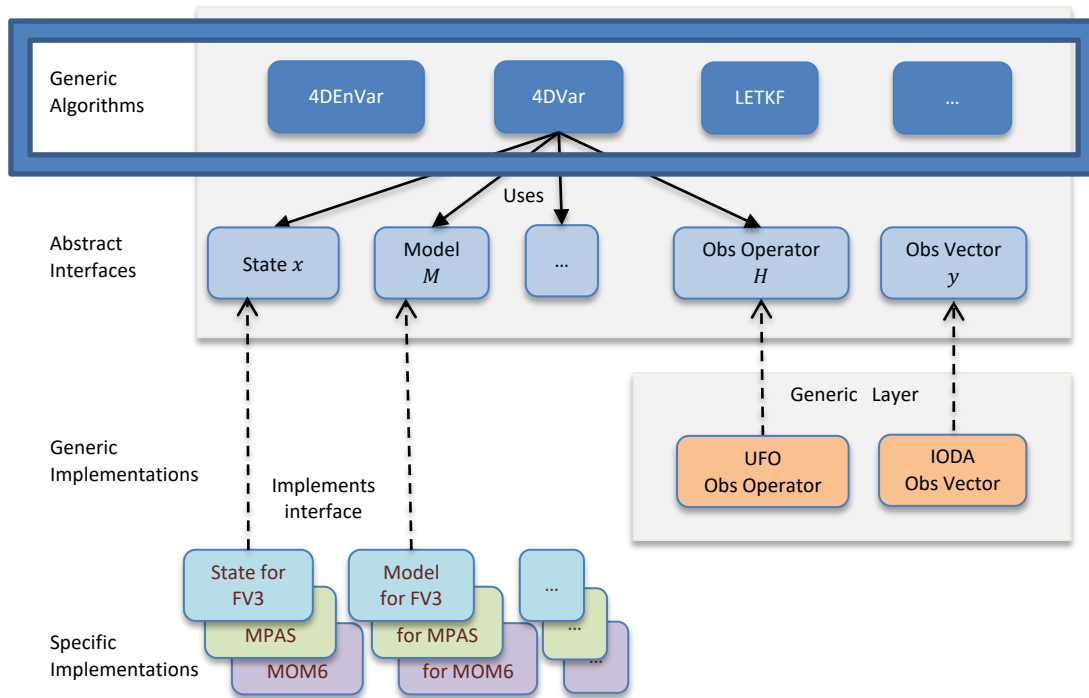 Generic
Algorithms
4DEnVar
4DVar
LETKF
...
Uses
Abstract
Interfaces
State x
Model
M
...
Obs Operator
H
Obs Vector
y
Generic Layer
Generic
Implementations
UFO
Obs Operator
IODA
Obs Vector
Implements
interface
State for
FV3
Model
for FV3
...
MPAS
for MPAS
...
Specific
Implementations
MOM6
for MOM6
...